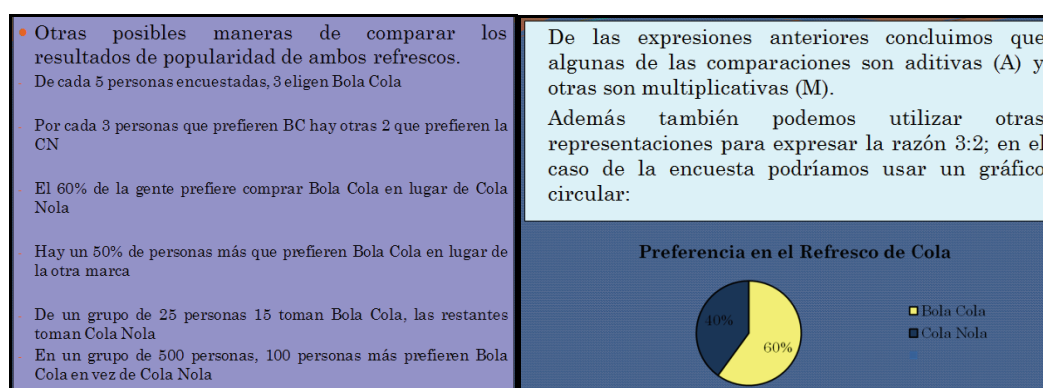 • Otras posibles maneras de comparar los
resultados de popularidad de ambos refrescos.
- De cada 5 personas encuestadas, 3 eligen Bola Cola
- Por cada 3 personas que prefieren BC hay otras 2 que prefieren la
CN
- El 60% de la gente prefiere comprar Bola Cola en lugar de Cola
Nola
- Hay un 50% de personas más que prefieren Bola Cola en lugar de
la otra marca
- De un grupo de 25 personas 15 toman Bola Cola, las restantes
toman Cola Nola
- En un grupo de 500 personas, 100 personas más prefieren Bola
Cola en vez de Cola Nola
De las expresiones anteriores concluimos que
algunas de las comparaciones son aditivas (A) y
otras son multiplicativas (M).
Además también podemos utilizar otras
representaciones para expresar la razón 3:2; en el
caso de la encuesta podríamos usar un gráfico
circular:
Preferencia en el Refresco de Cola
40%
60%
Bola Cola
Cola Nola